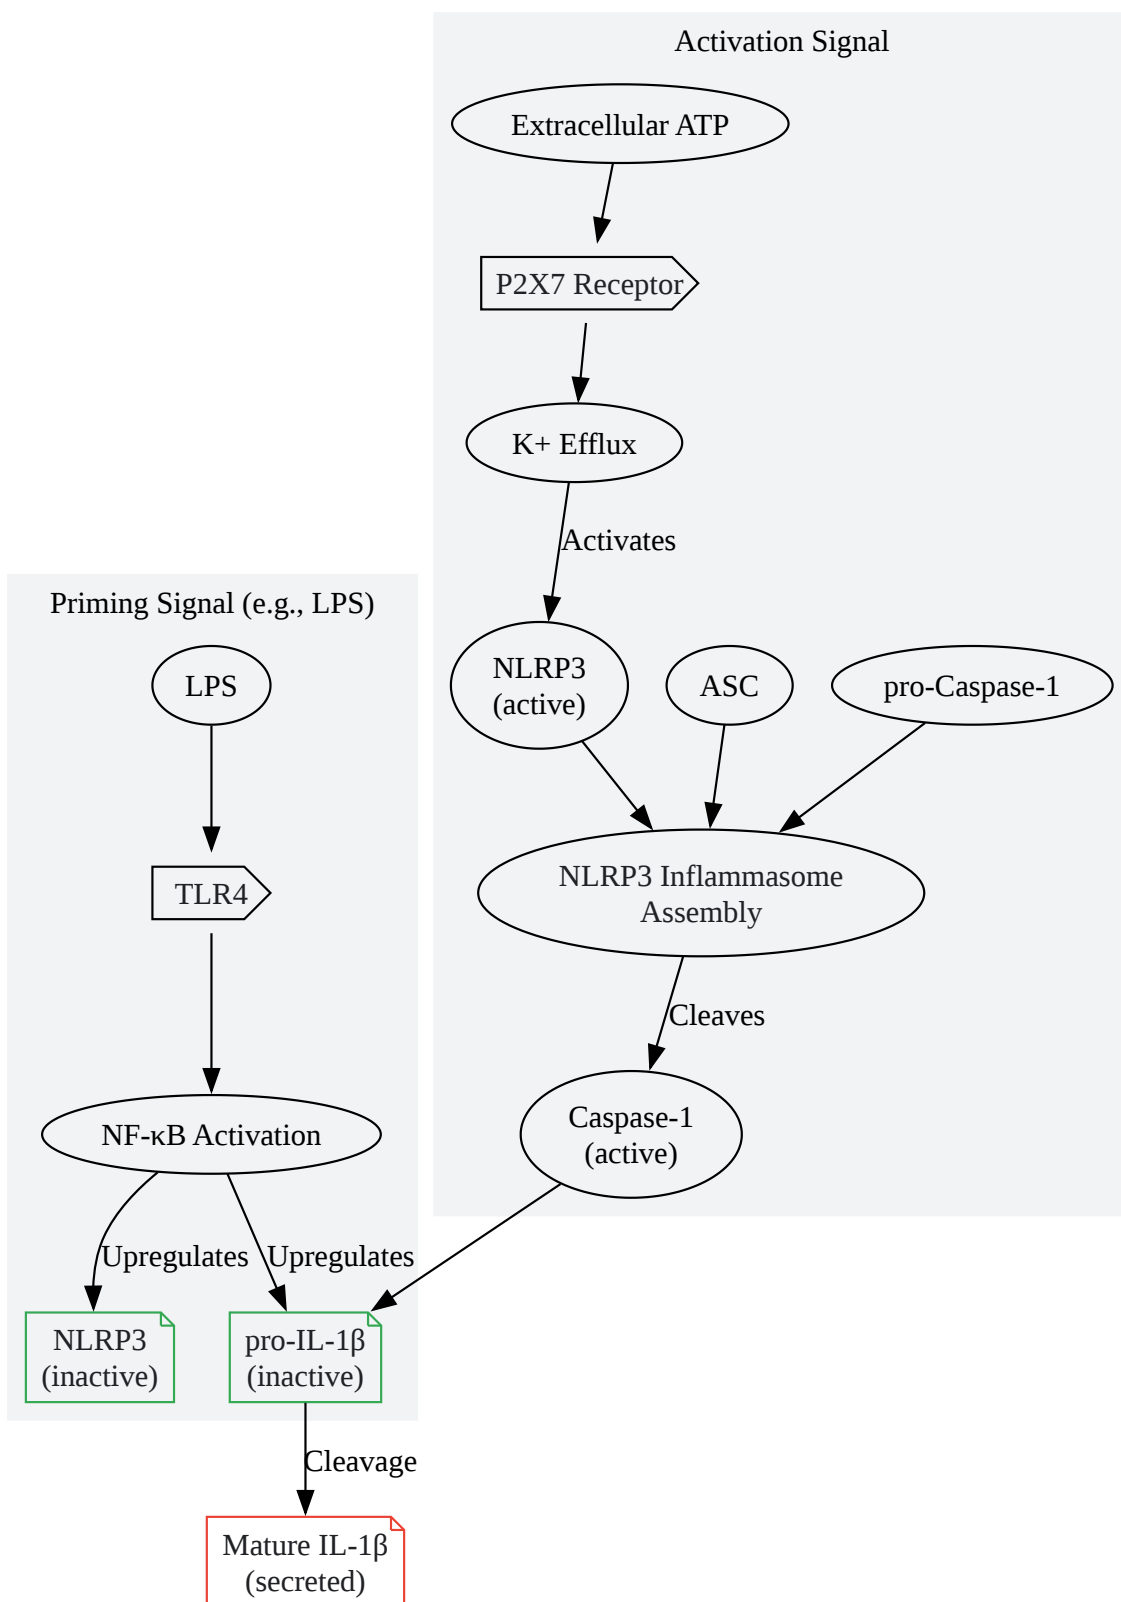 Activation Signal
Extracellular ATP
P2X7 Receptor
K+ Efflux
Activates
Priming Signal (e.g., LPS)
LPS
NLRP3
(active)
ASC
pro-Caspase-1
TLR4
NLRP3 Inflammasome
Assembly
Cleaves
NF-κB Activation
Caspase-1
(active)
Upregulates
Upregulates
NLRP3
(inactive)
pro-IL-1β
(inactive)
Cleavage
Mature IL-1β
(secreted)